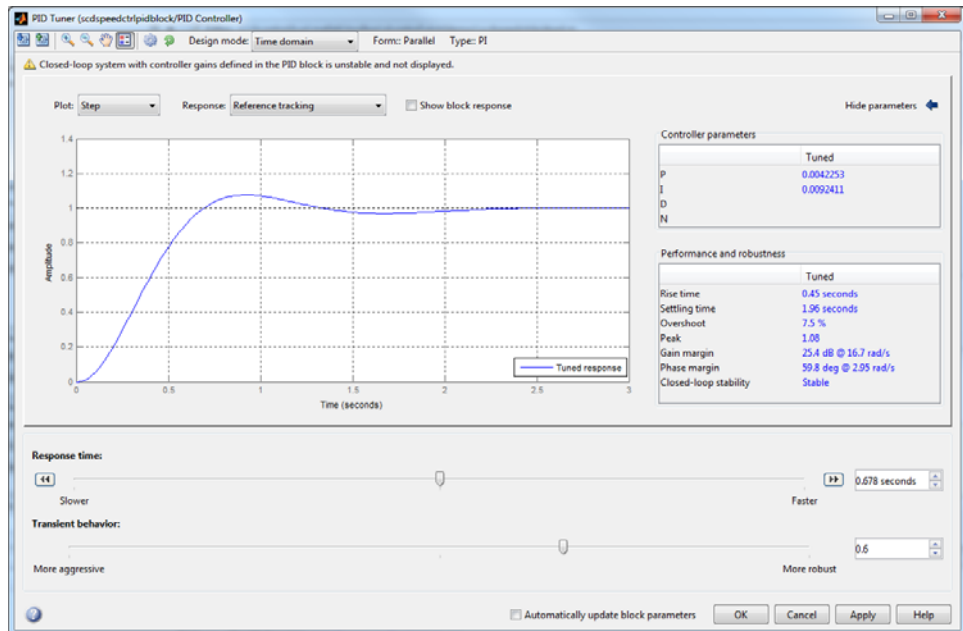 PID Tuner (scdspeedctrlpidblock/PID Controller)
Design mode: Time domain Form:: Parallel Type:: PI
Closed-loop system with controller gains defined in the PID block is unstable and not displayed.
Plot: Step Response: Reference tracking Show block response Hide parameters
1.4
1.2
1
0.8
0.6
0.4
0.2
0
Amplitude
0 0.5 1 1.5 2 2.5 3
Time (seconds)
Tuned response
Controller parameters
Tuned
P 0.0042253
I 0.0092411
D
N
Performance and robustness
Tuned
Rise time 0.45 seconds
Settling time 1.96 seconds
Overshoot 7.5 %
Peak 1.08
Gain margin 25.4 dB @ 16.7 rad/s
Phase margin 59.8 deg @ 2.95 rad/s
Closed-loop stability Stable
Response time:
0.678 seconds
Slower Faster
Transient behavior:
0.6
More aggressive More robust
Automatically update block parameters OK Cancel Apply Help